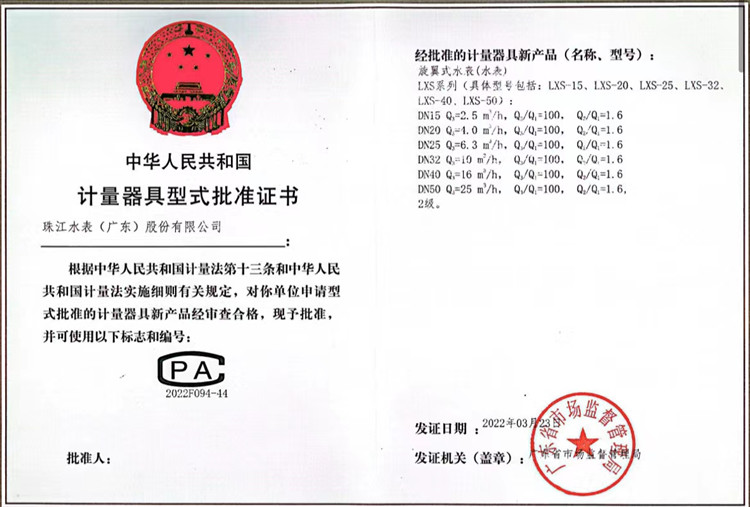 中华人民共和国
计量器具型式批准证书
珠江水表（广东）股份有限公司
：
根据中华人民共和国计量法第十三条和中华人民
共和国计量法实施细则有关规定，对你单位申请型
式批准的计量器具新产品经审查合格，现予批准，
并可使用以下标志和编号：
CPA
2022F094-44
批准人：
经批准的计量器具新产品（名称、型号）：
旋翼式水表(水表)
LXS系列（具体型号包括：LXS-15、LXS-20、LXS-25、LXS-32、
LXS-40、LXS-50）：
DN15 Q₃=2.5 m³/h，Q₃/Q₁=100， Q₂/Q₁=1.6
DN20 Q₃=4.0 m³/h，Q₃/Q₁=100， Q₂/Q₁=1.6
DN25 Q₃=6.3 m³/h，Q₃/Q₁=100， Q₂/Q₁=1.6
DN32 Q₃=10 m³/h，Q₃/Q₁=100， Q₂/Q₁=1.6
DN40 Q₃=16 m³/h，Q₃/Q₁=100， Q₂/Q₁=1.6
DN50 Q₃=25 m³/h，Q₃/Q₁=100， Q₂/Q₁=1.6，
2级。
发证日期：2022年03月23日
发证机关（盖章）：广东省市场监督管理局
广东省市场监督管理局